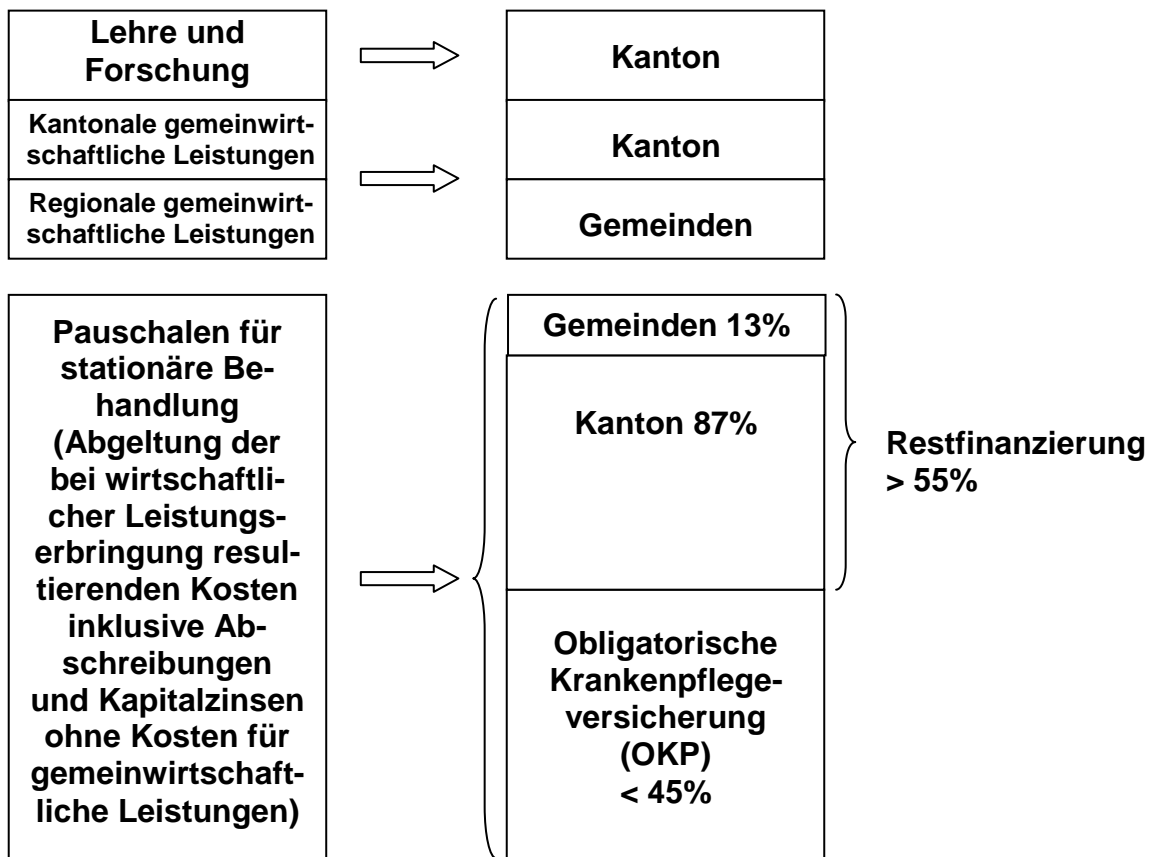 Lehre und
Forschung
Kanton
Kantonale gemeinwirt-
schaftliche Leistungen
Kanton
Regionale gemeinwirt-
schaftliche Leistungen
Gemeinden
Pauschalen für
stationäre Be-
handlung
(Abgeltung der
bei wirtschaftli-
cher Leistungs-
erbringung resul-
tierenden Kosten
inklusive Ab-
schreibungen
und Kapitalzinsen
ohne Kosten für
gemeinwirtschaft-
liche Leistungen)
Gemeinden 13%
Kanton 87%
Restfinanzierung
> 55%
Obligatorische
Krankenpflege-
versicherung
(OKP)
< 45%